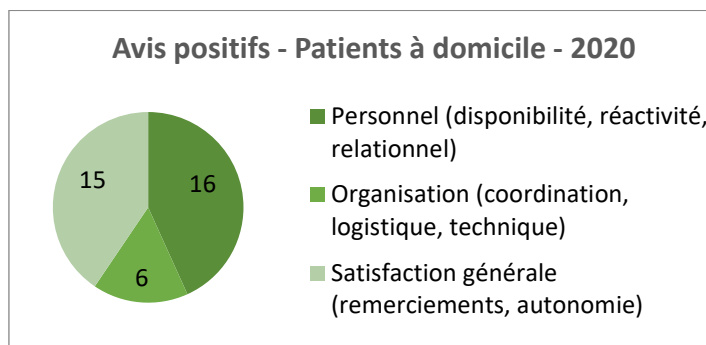 Avis positifs - Patients à domicile - 2020
15
16
6
Personnel (disponibilité, réactivité,
relationnel)
Organisation (coordination,
logistique, technique)
Satisfaction générale
(remerciements, autonomie)